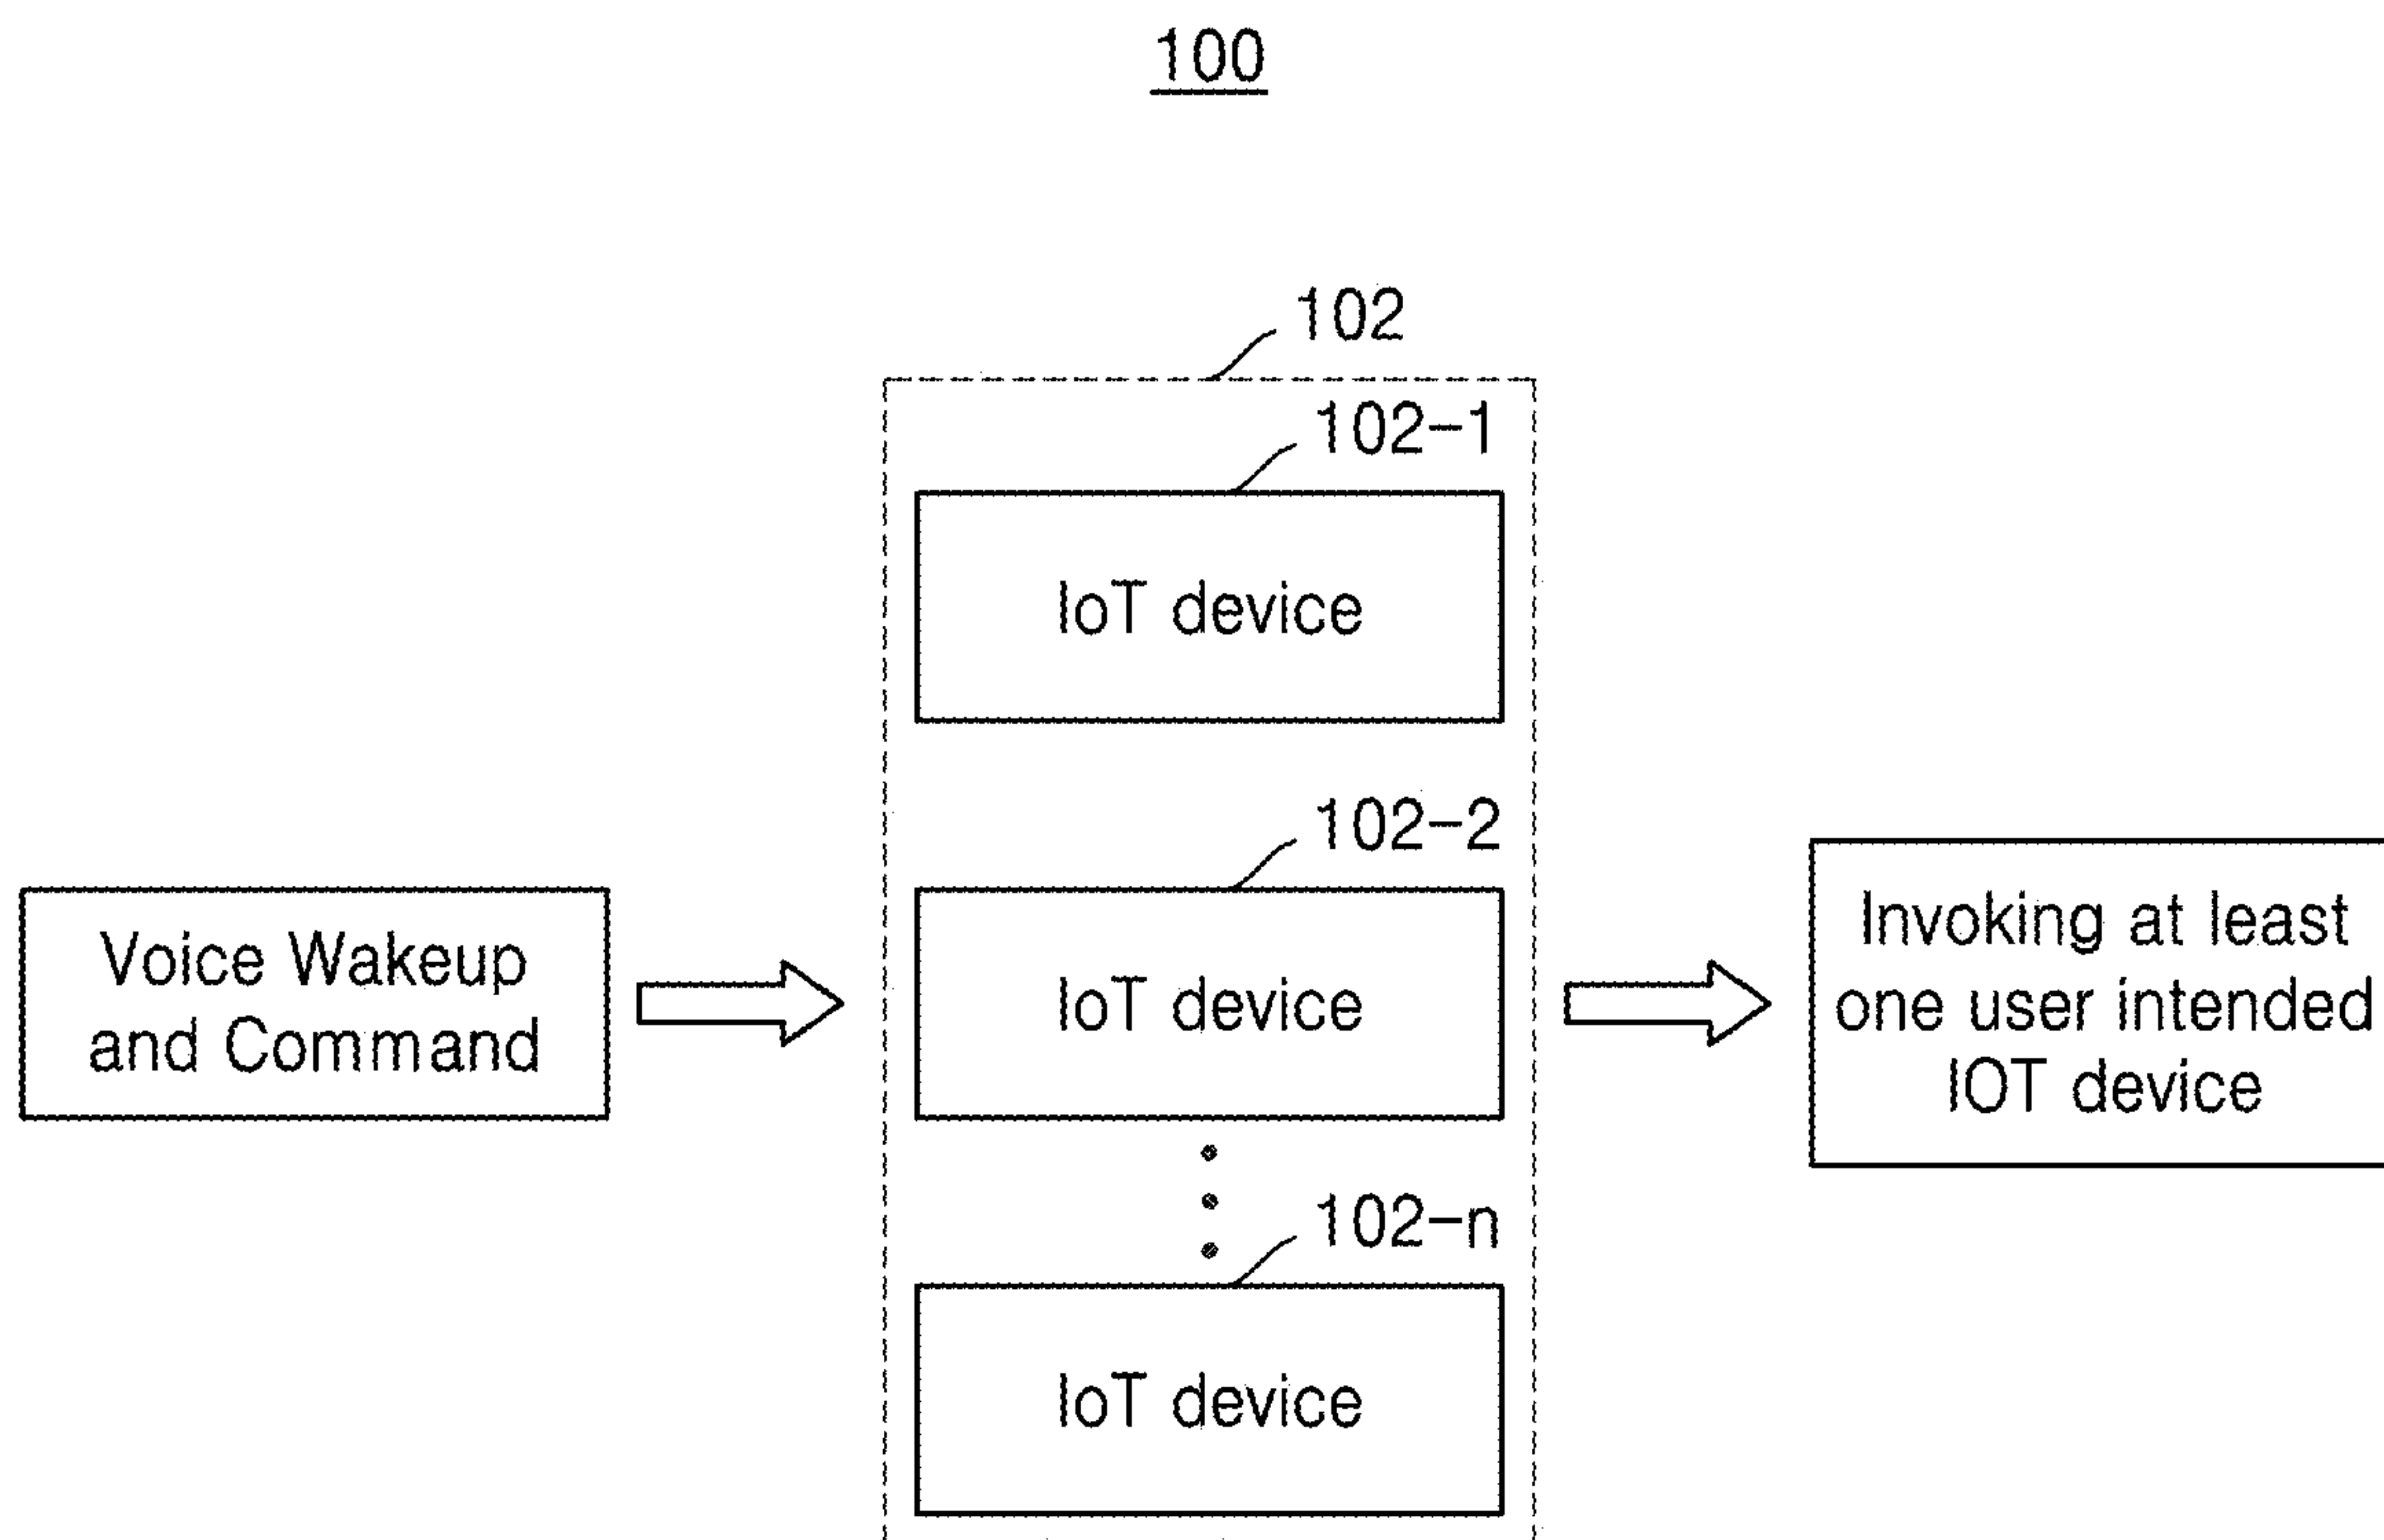 100
102
102-1
IoT device
102-2
Voice Wakeup
and Command
IoT device
Invoking at least
one user intended
IOT device
102-n
IoT device